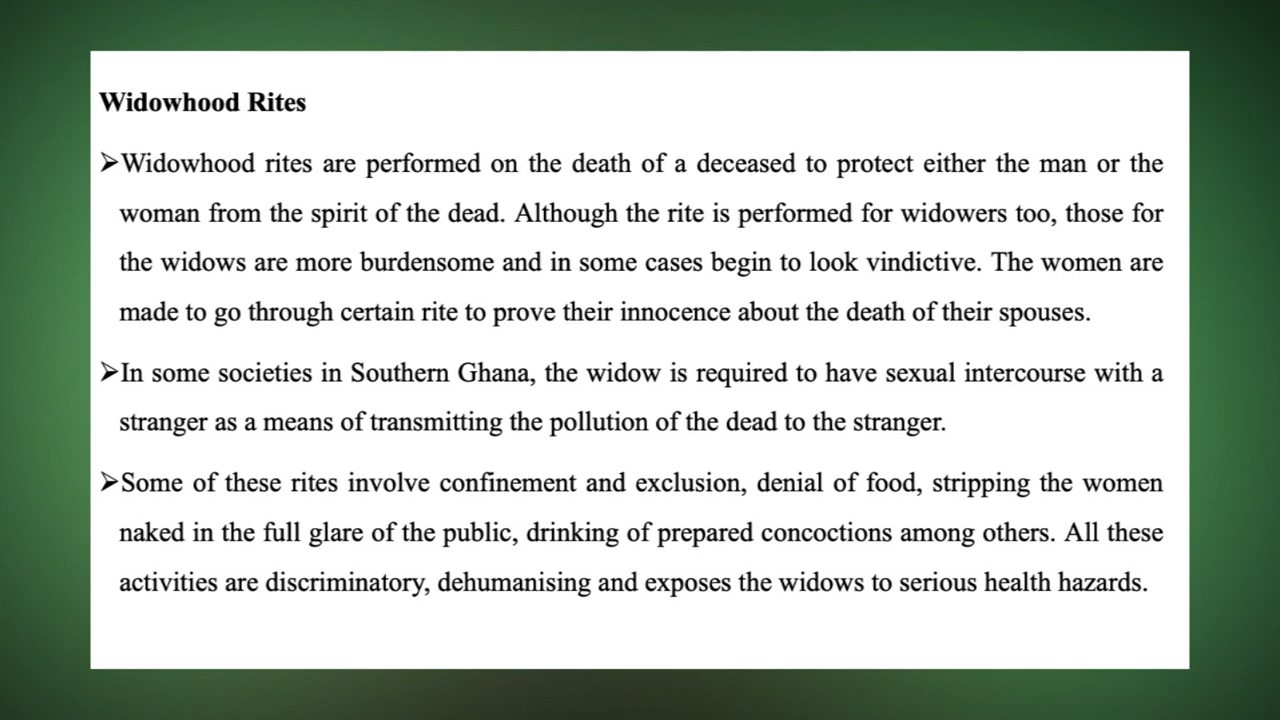 Widowhood Rites
➢Widowhood rites are performed on the death of a deceased to protect either the man or the
woman from the spirit of the dead. Although the rite is performed for widowers too, those for
the widows are more burdensome and in some cases begin to look vindictive. The women are
made to go through certain rite to prove their innocence about the death of their spouses.
➢In some societies in Southern Ghana, the widow is required to have sexual intercourse with a
stranger as a means of transmitting the pollution of the dead to the stranger.
➢Some of these rites involve confinement and exclusion, denial of food, stripping the women
naked in the full glare of the public, drinking of prepared concoctions among others. All these
activities are discriminatory, dehumanising and exposes the widows to serious health hazards.